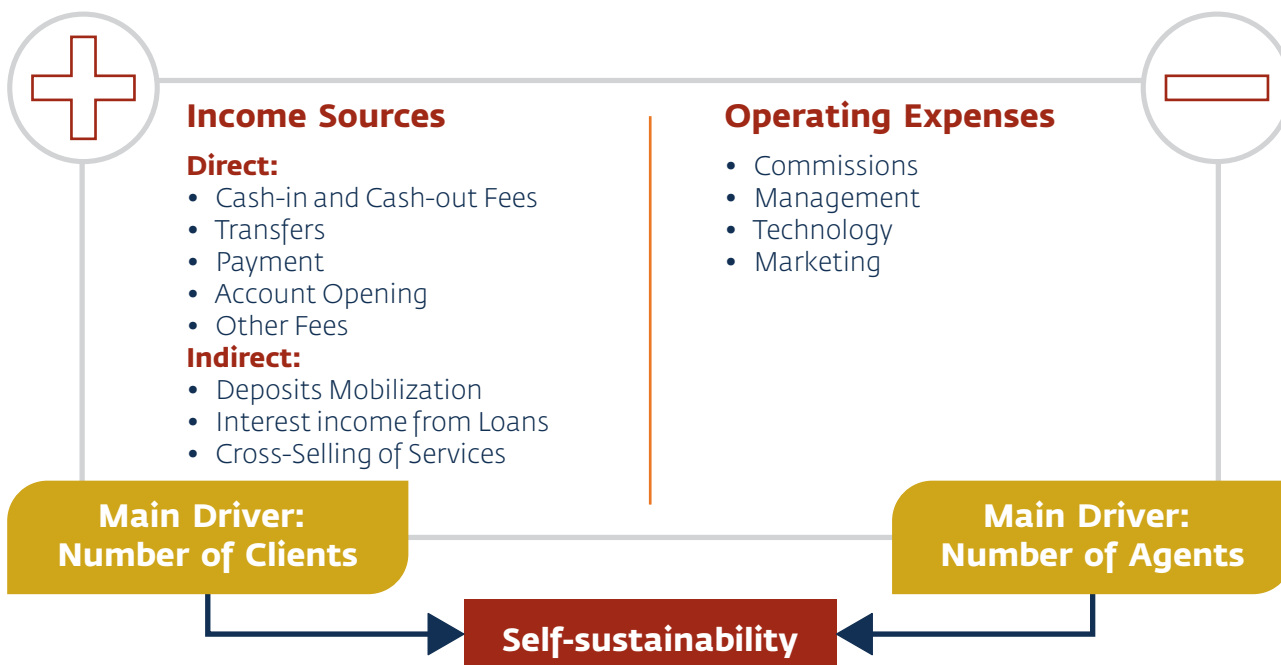 Income Sources
Direct:
• Cash-in and Cash-out Fees
• Transfers
• Payment
• Account Opening
• Other Fees
Indirect:
• Deposits Mobilization
• Interest income from Loans
• Cross-Selling of Services
Operating Expenses
• Commissions
• Management
• Technology
• Marketing
Main Driver:
Number of Clients
Main Driver:
Number of Agents
Self-sustainability